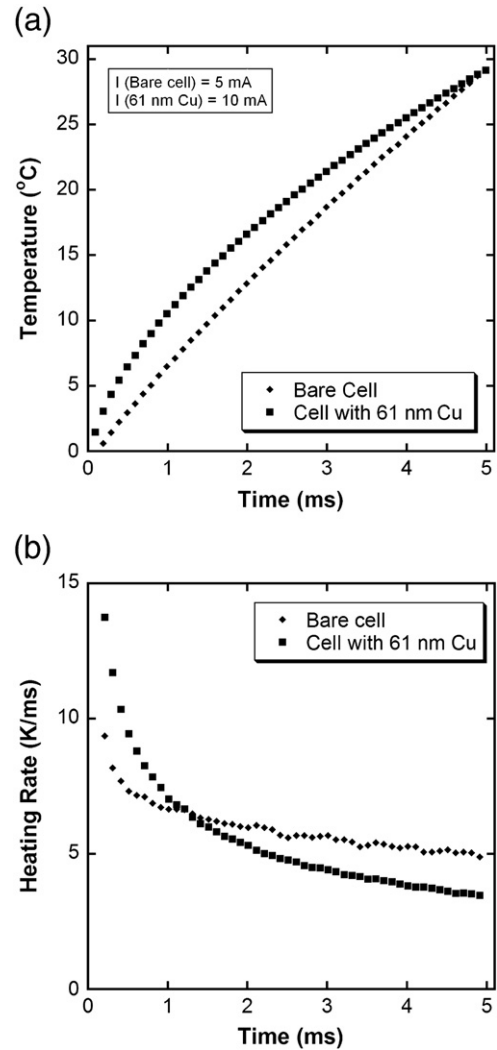 (a)
30
25
20
15
10
5
0
Temperature (°C)
I (Bare cell) = 5 mA
I (61 nm Cu) = 10 mA
Bare Cell
Cell with 61 nm Cu
0 1 2 3 4 5
Time (ms)
(b)
15
10
5
0
Heating Rate (K/ms)
Bare cell
Cell with 61 nm Cu
0 1 2 3 4 5
Time (ms)